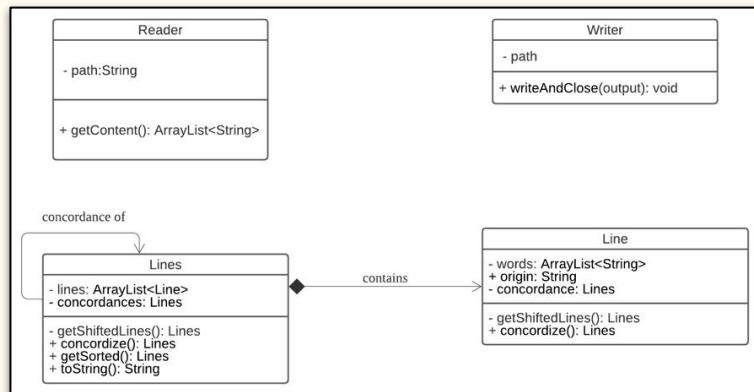 Reader
- path:String
+ getContent(): ArrayList<String>
Writer
- path
+ writeAndClose(output): void
concordance of
Lines
- lines: ArrayList<Line>
- concordances: Lines
- getShiftedLines(): Lines
+ concordize(): Lines
+ getSorted(): Lines
+ toString(): String
contains
Line
- words: ArrayList<String>
+ origin: String
- concordance: Lines
- getShiftedLines(): Lines
+ concordize(): Lines